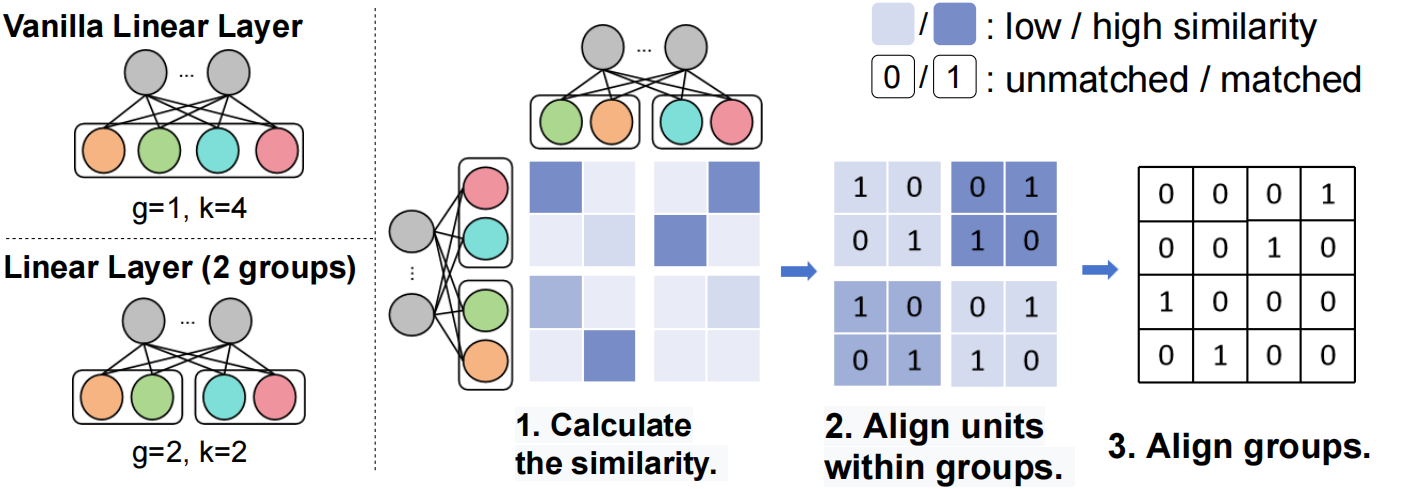 Vanilla Linear Layer
...
g=1, k=4
Linear Layer (2 groups)
...
g=2, k=2
...
...
/ : low / high similarity
0 / 1 : unmatched / matched
1. Calculate
the similarity.
1 0 0 1
0 1 1 0
1 0 0 1
0 1 1 0
2. Align units
within groups.
0 0 0 1
0 0 1 0
1 0 0 0
0 1 0 0
3. Align groups.